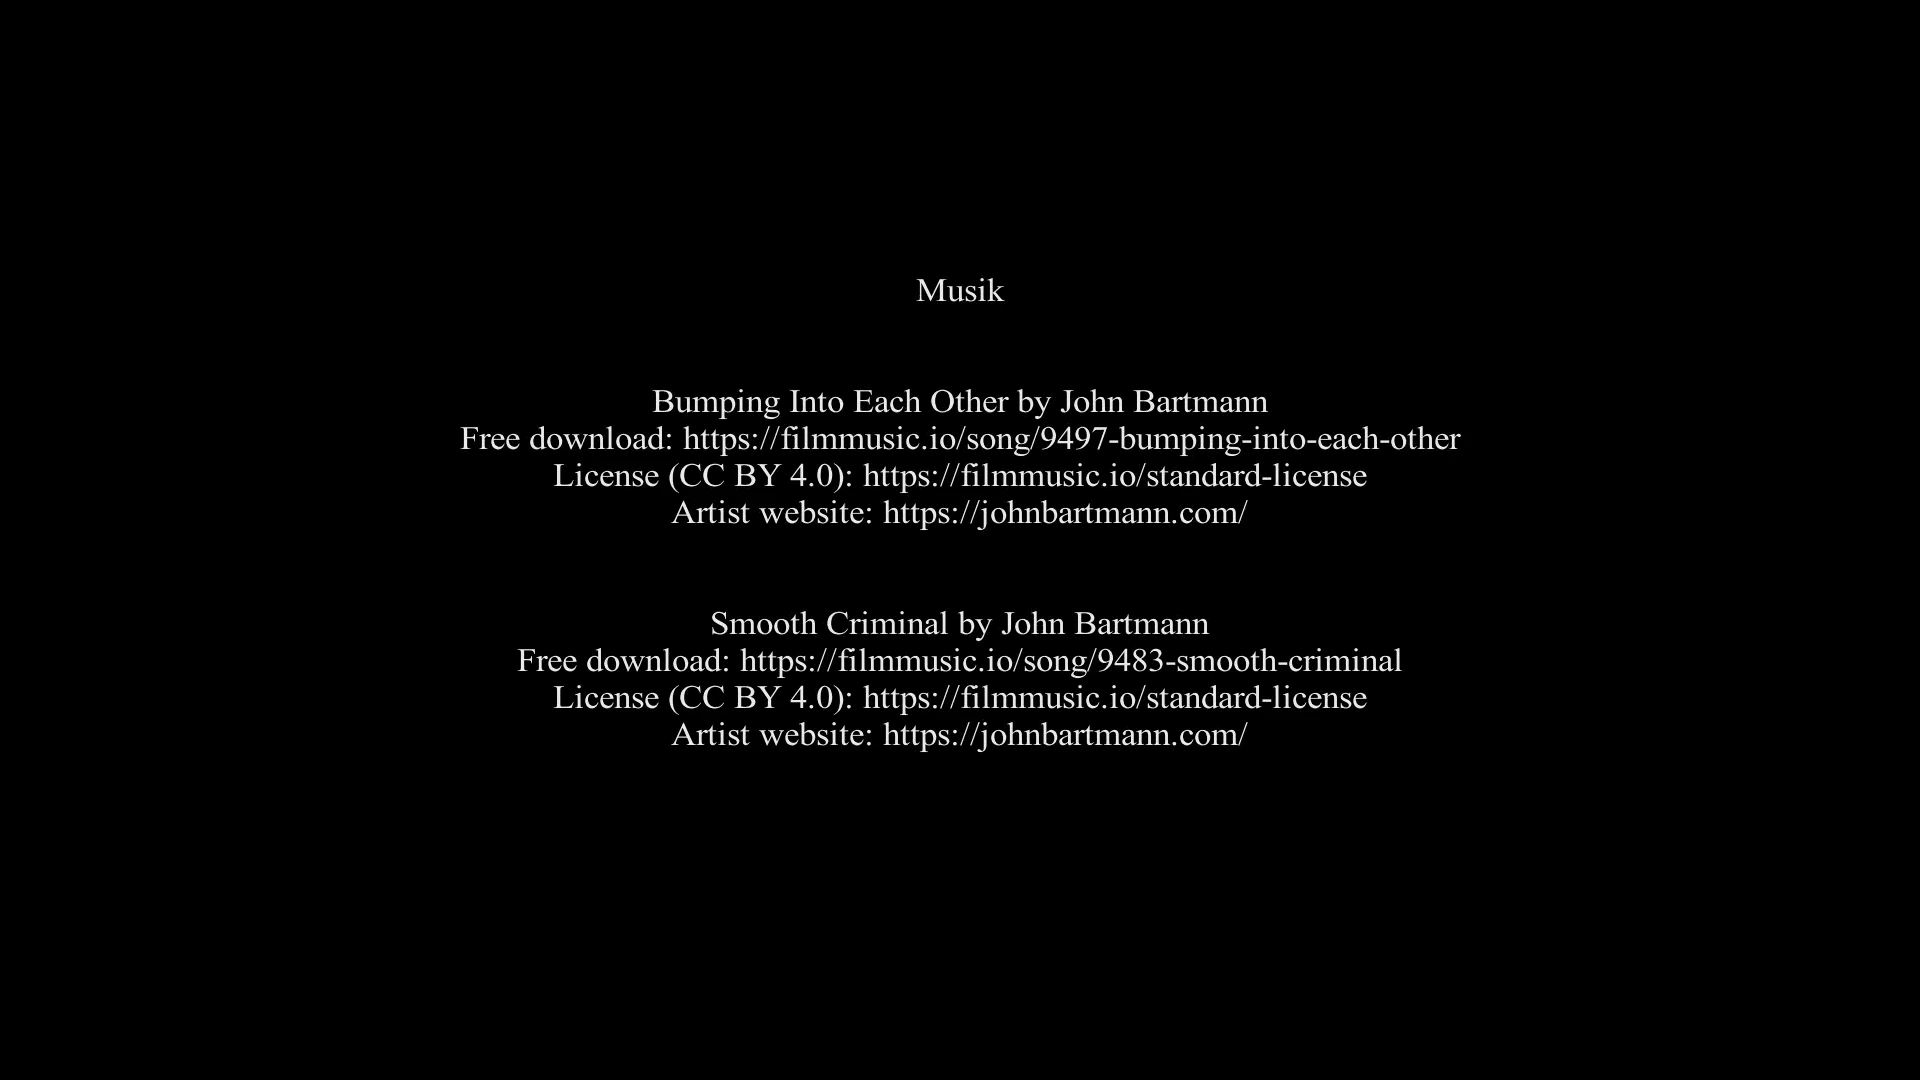 Musik
Bumping Into Each Other by John Bartmann
Free download: https://filmmusic.io/song/9497-bumping-into-each-other
License (CC BY 4.0): https://filmmusic.io/standard-license
Artist website: https://johnbartmann.com/
Smooth Criminal by John Bartmann
Free download: https://filmmusic.io/song/9483-smooth-criminal
License (CC BY 4.0): https://filmmusic.io/standard-license
Artist website: https://johnbartmann.com/